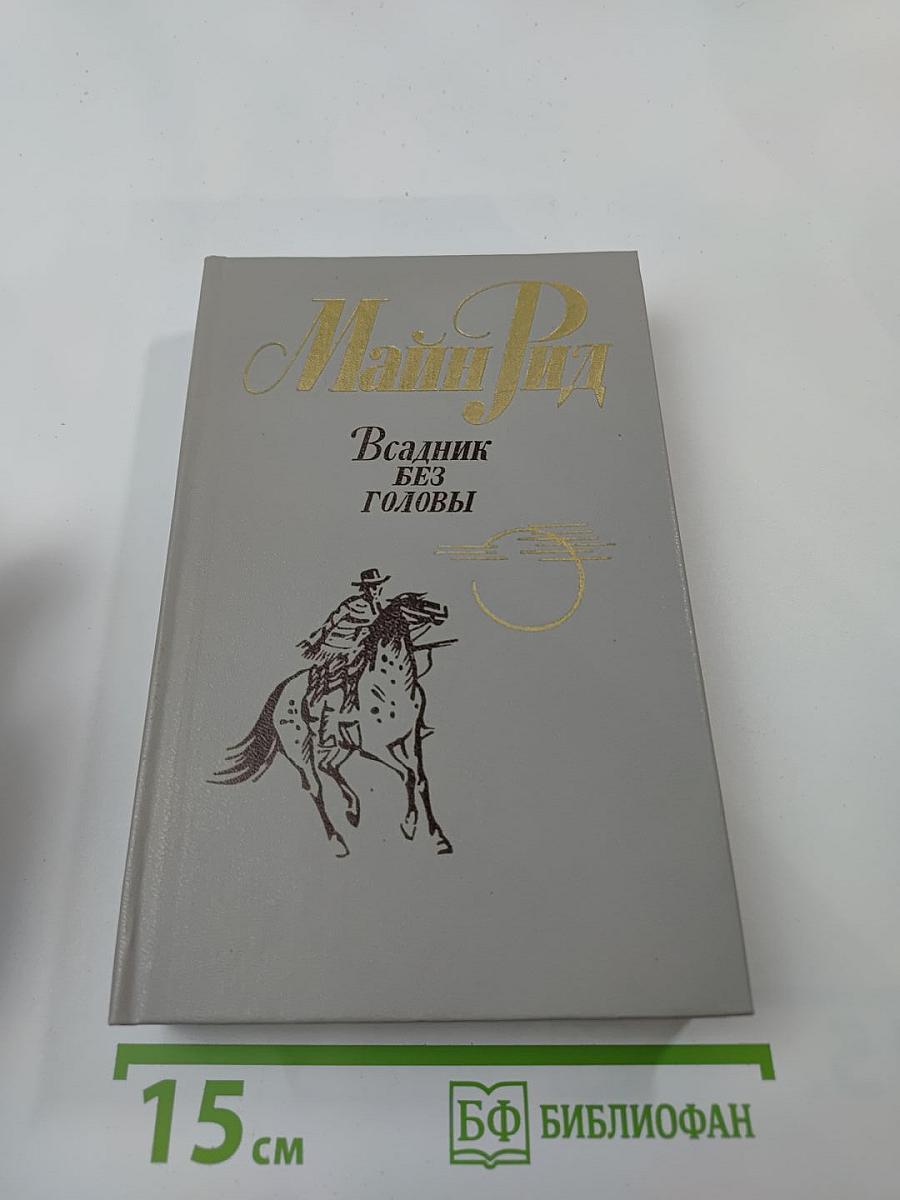 Майн Рид
Всадник
БЕЗ
ГОЛОВЫ
15 см
БФ БИБЛИОФАН